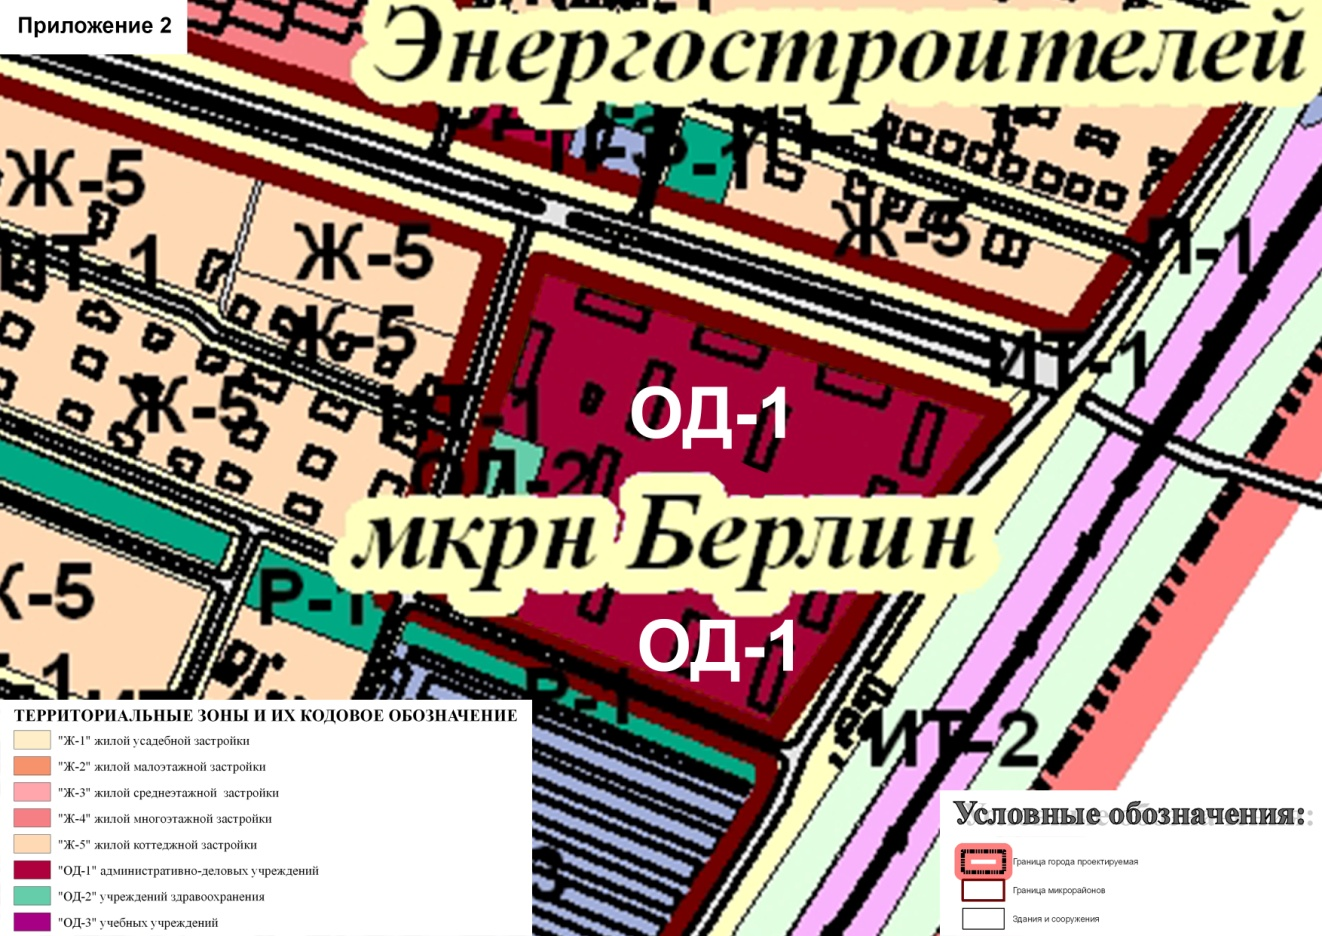 Приложение 2
Энергостроителей
Ж-5
Ж-5
Ж-5
П-1
ИТ-1
Ж-5
ИТ-1
Ж-5
ОД-1
ОД-2
мкрн Берлин
Р-1
ОД-1
Р-1
ИТ-2
ТЕРРИТОРИАЛЬНЫЕ ЗОНЫ И ИХ КОДОВОЕ ОБОЗНАЧЕНИЕ
"Ж-1" жилой усадебной застройки
"Ж-2" жилой малоэтажной застройки
"Ж-3" жилой среднеэтажной застройки
"Ж-4" жилой многоэтажной застройки
"Ж-5" жилой коттеджной застройки
"ОД-1" административно-деловых учреждений
"ОД-2" учреждений здравоохранения
"ОД-3" учебных учреждений
Условные обозначения:
Граница города проектируемая
Граница микрорайонов
Здания и сооружения